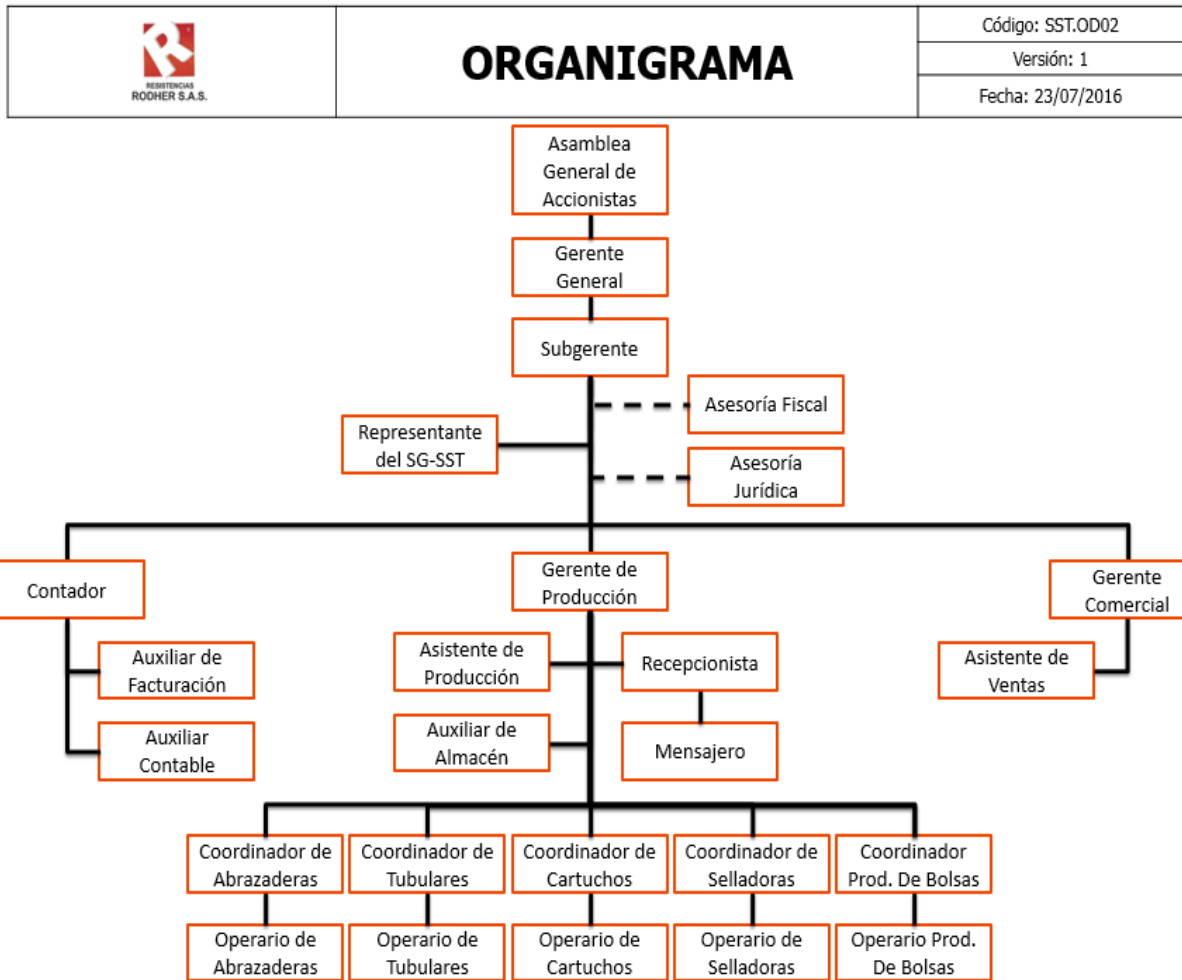 RESISTENCIAS
RODHER S.A.S.
ORGANIGRAMA
Código: SST.OD02
Versión: 1
Fecha: 23/07/2016
Asamblea
General de
Accionistas
Gerente
General
Subgerente
Asesoría Fiscal
Representante
del SG-SST
Asesoría
Jurídica
Contador
Gerente de
Producción
Gerente
Comercial
Auxiliar de
Facturación
Asistente de
Producción
Recepcionista
Asistente de
Ventas
Auxiliar
Contable
Auxiliar de
Almacén
Mensajero
Coordinador de
Abrazaderas
Coordinador de
Tubulares
Coordinador de
Cartuchos
Coordinador de
Selladoras
Coordinador
Prod. De Bolsas
Operario de
Abrazaderas
Operario de
Tubulares
Operario de
Cartuchos
Operario de
Selladoras
Operario Prod.
De Bolsas